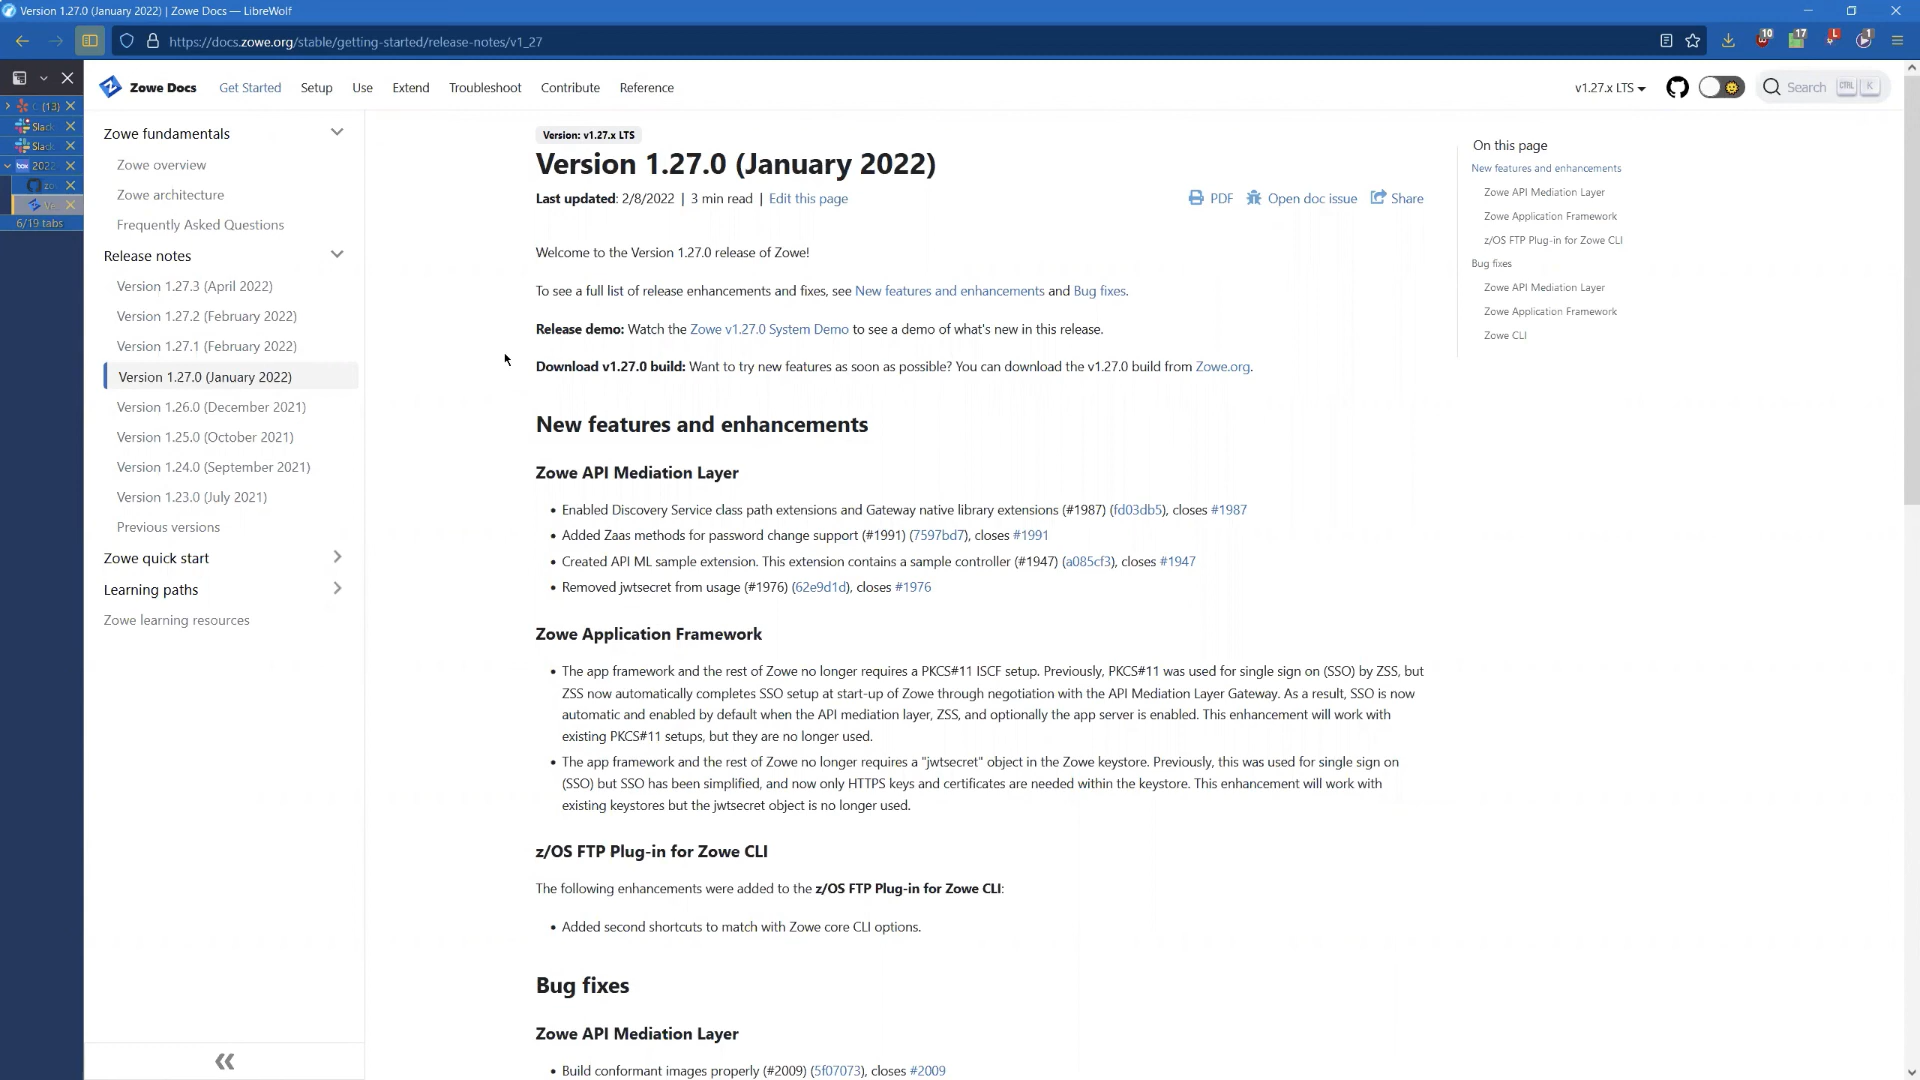 Version 1.27.0 (January 2022) | Zowe Docs — LibreWolf
https://docs.zowe.org/stable/getting-started/release-notes/v1_27
10
17
L
1
(13)
Slack
Slack
box 2022
zo
Ve
6/19 tabs
Zowe Docs Get Started Setup Use Extend Troubleshoot Contribute Reference v1.27.x LTS Search CTRL K
Zowe fundamentals
Zowe overview
Zowe architecture
Frequently Asked Questions
Release notes
Version 1.27.3 (April 2022)
Version 1.27.2 (February 2022)
Version 1.27.1 (February 2022)
Version 1.27.0 (January 2022)
Version 1.26.0 (December 2021)
Version 1.25.0 (October 2021)
Version 1.24.0 (September 2021)
Version 1.23.0 (July 2021)
Previous versions
Zowe quick start
Learning paths
Zowe learning resources
Version: v1.27.x LTS
Version 1.27.0 (January 2022)
Last updated: 2/8/2022 | 3 min read | Edit this page PDF Open doc issue Share
Welcome to the Version 1.27.0 release of Zowe!
To see a full list of release enhancements and fixes, see New features and enhancements and Bug fixes.
Release demo: Watch the Zowe v1.27.0 System Demo to see a demo of what's new in this release.
Download v1.27.0 build: Want to try new features as soon as possible? You can download the v1.27.0 build from Zowe.org.
New features and enhancements
Zowe API Mediation Layer
• Enabled Discovery Service class path extensions and Gateway native library extensions (#1987) (fd03db5), closes #1987
• Added Zaas methods for password change support (#1991) (7597bd7), closes #1991
• Created API ML sample extension. This extension contains a sample controller (#1947) (a085cf3), closes #1947
• Removed jwtsecret from usage (#1976) (62e9d1d), closes #1976
Zowe Application Framework
• The app framework and the rest of Zowe no longer requires a PKCS#11 ISCF setup. Previously, PKCS#11 was used for single sign on (SSO) by ZSS, but
ZSS now automatically completes SSO setup at start-up of Zowe through negotiation with the API Mediation Layer Gateway. As a result, SSO is now
automatic and enabled by default when the API mediation layer, ZSS, and optionally the app server is enabled. This enhancement will work with
existing PKCS#11 setups, but they are no longer used.
• The app framework and the rest of Zowe no longer requires a "jwtsecret" object in the Zowe keystore. Previously, this was used for single sign on
(SSO) but SSO has been simplified, and now only HTTPS keys and certificates are needed within the keystore. This enhancement will work with
existing keystores but the jwtsecret object is no longer used.
z/OS FTP Plug-in for Zowe CLI
The following enhancements were added to the z/OS FTP Plug-in for Zowe CLI:
• Added second shortcuts to match with Zowe core CLI options.
Bug fixes
Zowe API Mediation Layer
• Build conformant images properly (#2009) (5f07073), closes #2009
On this page
New features and enhancements
Zowe API Mediation Layer
Zowe Application Framework
z/OS FTP Plug-in for Zowe CLI
Bug fixes
Zowe API Mediation Layer
Zowe Application Framework
Zowe CLI